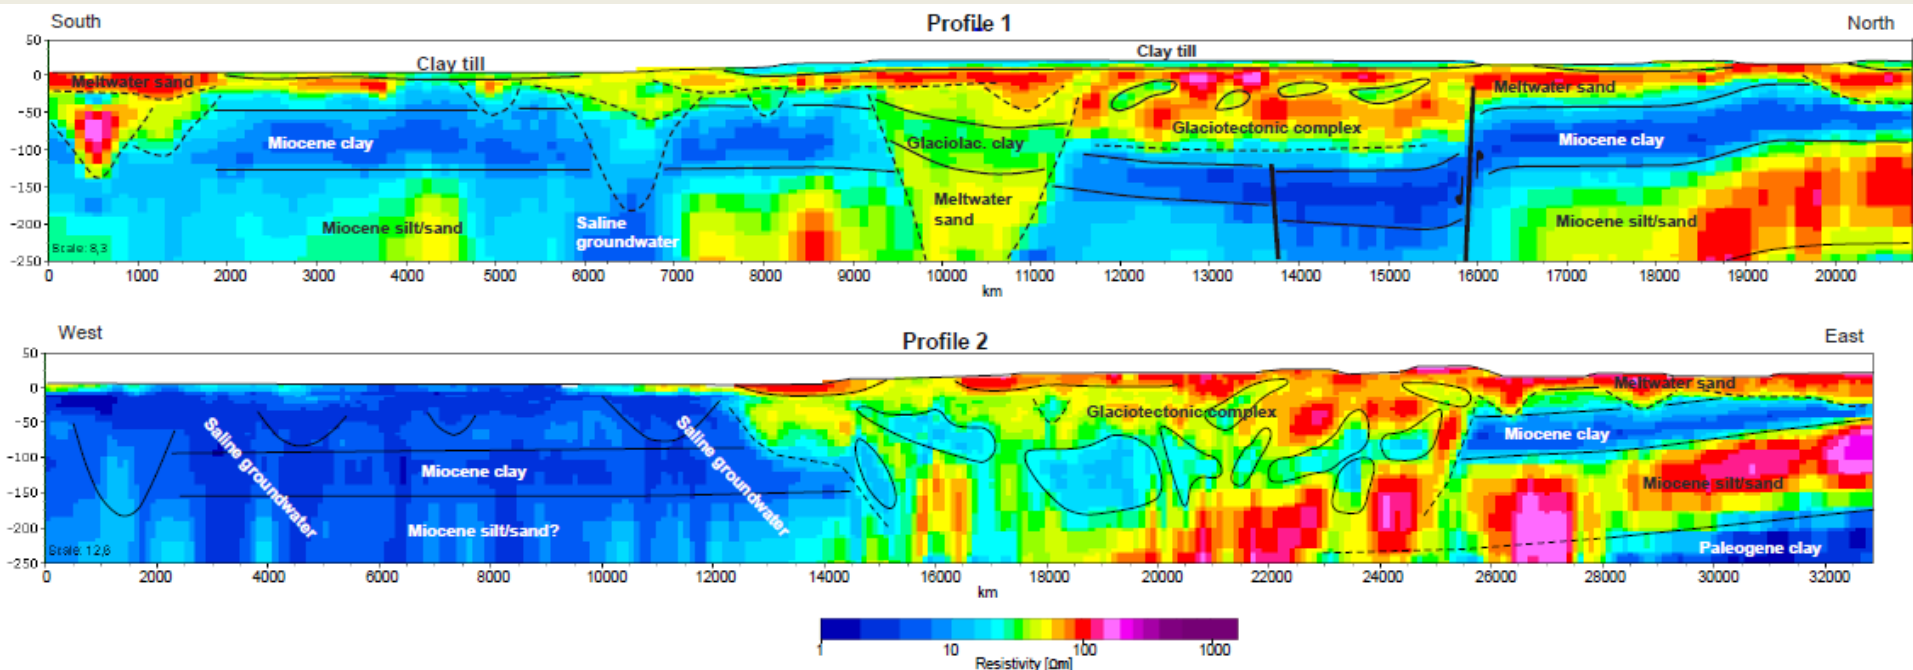 South
Profile 1
North
50
0
-50
-100
-150
-200
-250
Meltwater sand
Clay till
Clay till
Meltwater sand
Miocene clay
Glaciolac. clay
Glaciotectonic complex
Miocene clay
Meltwater
sand
Miocene silt/sand
Saline
groundwater
Miocene silt/sand
Scale: 8,3
0 1000 2000 3000 4000 5000 6000 7000 8000 9000 10000 11000 12000 13000 14000 15000 16000 17000 18000 19000 20000
km
West
Profile 2
East
50
0
-50
-100
-150
-200
-250
Saline groundwater
Saline groundwater
Glaciotectonic complex
Meltwater sand
Miocene clay
Miocene clay
Miocene silt/sand
Miocene silt/sand?
Paleogene clay
Scale: 12,6
0 2000 4000 6000 8000 10000 12000 14000 16000 18000 20000 22000 24000 26000 28000 30000 32000
km
1 10 100 1000
Resistivity [Ωm]